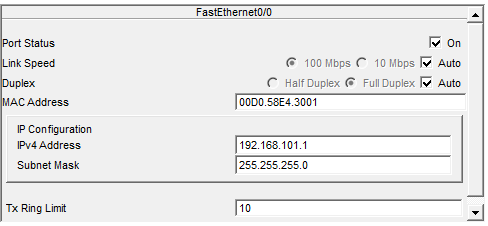 FastEthernet0/0
Port Status On
Link Speed 100 Mbps 10 Mbps Auto
Duplex Half Duplex Full Duplex Auto
MAC Address 00D0.58E4.3001
IP Configuration
IPv4 Address 192.168.101.1
Subnet Mask 255.255.255.0
Tx Ring Limit 10